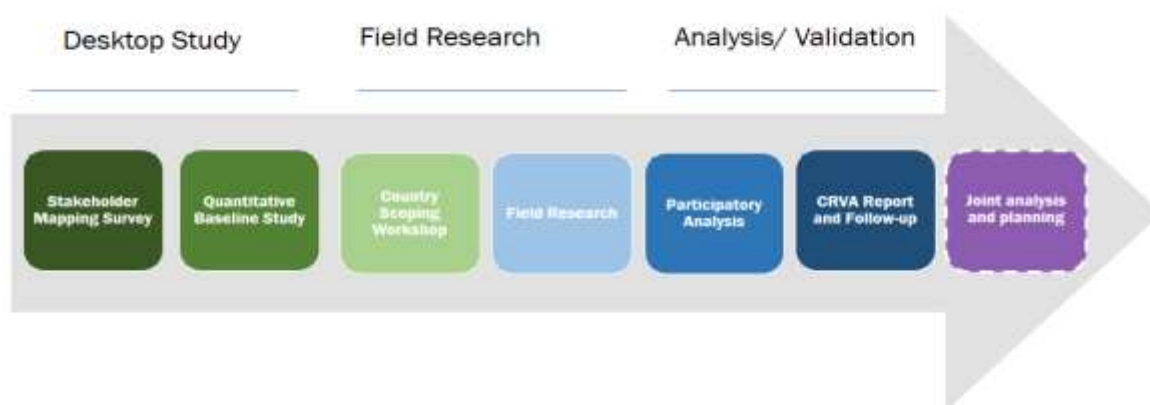 Desktop Study
Field Research
Analysis/ Validation
Stakeholder
Mapping Survey
Quantitative
Baseline Study
Country
Scoping
Workshop
Field Research
Participatory
Analysis
CRVA Report
and Follow-up
Joint analysis
and planning